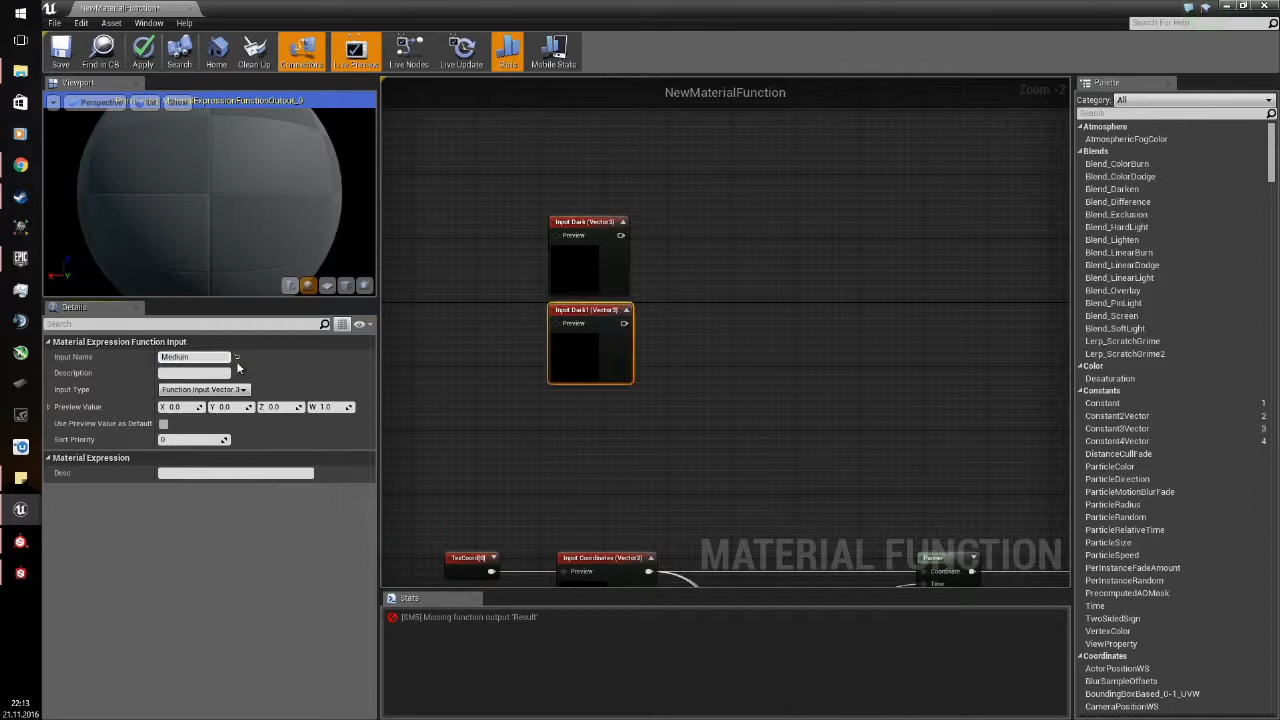 NewMaterialFunction*
File Edit Asset Window Help
Search For Help
Save Find in CB Apply Search Home Clean Up Connectors Live Preview Live Nodes Live Update Stats Mobile Stats
Viewport
Perspective Lit Show MaterialExpressionFunctionOutput_0
NewMaterialFunction
Zoom -2
Input Dark (Vector3)
Preview
Input Dark1 (Vector3)
Preview
TexCoord[0]
Input Coordinates (Vector2)
Preview
Panner
Coordinate
Time
MATERIAL FUNCTION
Details
Search
Material Expression Function Input
Input Name Medium
Description
Input Type Function Input Vector 3
Preview Value X 0.0 Y 0.0 Z 0.0 W 1.0
Use Preview Value as Default
Sort Priority 0
Material Expression
Desc
Stats
[SM5] Missing function output 'Result'
Palette
Category: All
Search
Atmosphere
AtmosphericFogColor
Blends
Blend_ColorBurn
Blend_ColorDodge
Blend_Darken
Blend_Difference
Blend_Exclusion
Blend_HardLight
Blend_Lighten
Blend_LinearBurn
Blend_LinearDodge
Blend_LinearLight
Blend_Overlay
Blend_PinLight
Blend_Screen
Blend_SoftLight
Lerp_ScratchGrime
Lerp_ScratchGrime2
Color
Desaturation
Constants
Constant 1
Constant2Vector 2
Constant3Vector 3
Constant4Vector 4
DistanceCullFade
ParticleColor
ParticleDirection
ParticleMotionBlurFade
ParticleRadius
ParticleRandom
ParticleRelativeTime
ParticleSize
ParticleSpeed
PerInstanceFadeAmount
PerInstanceRandom
PrecomputedAOMask
Time
TwoSidedSign
VertexColor
ViewProperty
Coordinates
ActorPositionWS
BlurSampleOffsets
BoundingBoxBased_0-1_UVW
CameraPositionWS
22:13
21.11.2016